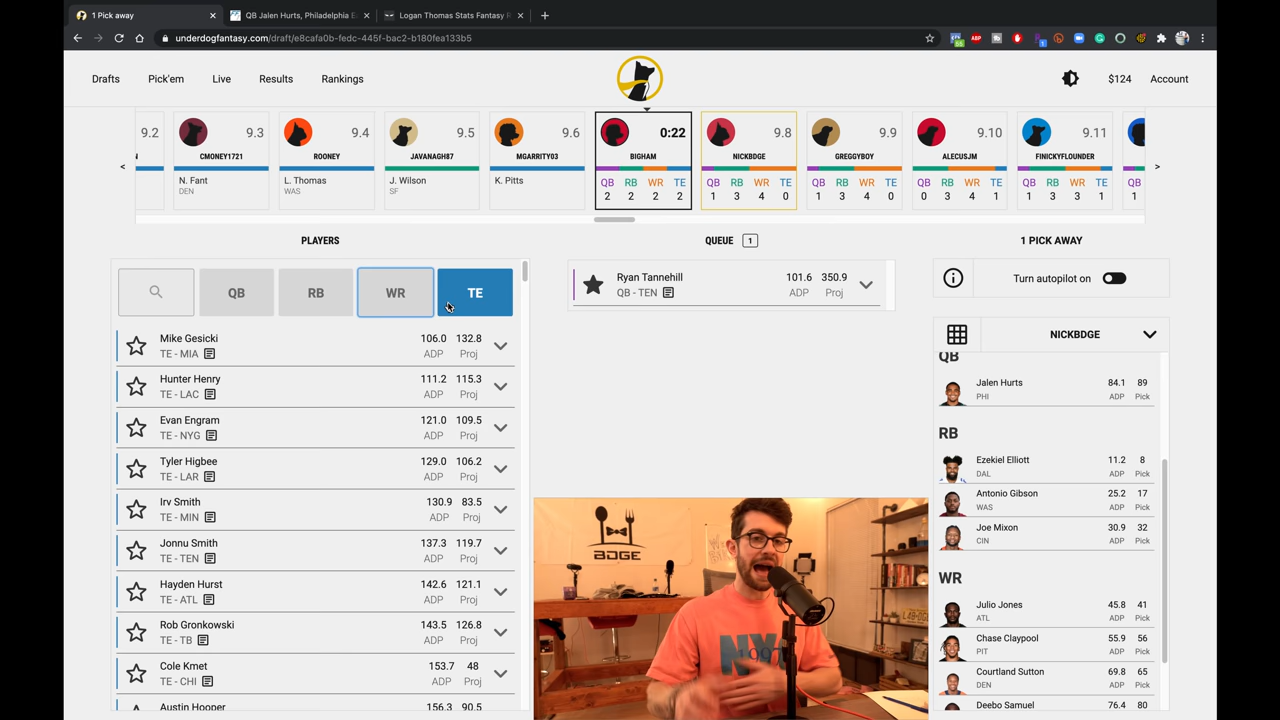 1 Pick away
QB Jalen Hurts, Philadelphia E
Logan Thomas Stats Fantasy R
underdogfantasy.com/draft/e8cafa0b-fedc-445f-bac2-b180fea133b5
Drafts
Pick'em
Live
Results
Rankings
$124
Account
9.2
9.3
CMONEY1721
N. Fant
DEN
9.4
ROONEY
L. Thomas
WAS
9.5
JAVANAGH87
J. Wilson
SF
9.6
MGARRITY03
K. Pitts
0:22
BIGHAM
QB RB WR TE
2 2 2 2
9.8
NICKBDGE
QB RB WR TE
1 3 4 0
9.9
GREGGYBOY
QB RB WR TE
1 3 4 0
9.10
ALECUSJM
QB RB WR TE
0 3 4 1
9.11
FINICKYFLOUNDER
QB RB WR TE
1 3 3 1
QB
1
<
>
PLAYERS
QB
RB
WR
TE
Mike Gesicki 106.0 132.8
TE - MIA ADP Proj
Hunter Henry 111.2 115.3
TE - LAC ADP Proj
Evan Engram 121.0 109.5
TE - NYG ADP Proj
Tyler Higbee 129.0 106.2
TE - LAR ADP Proj
Irv Smith 130.9 83.5
TE - MIN ADP Proj
Jonnu Smith 137.3 119.7
TE - TEN ADP Proj
Hayden Hurst 142.6 121.1
TE - ATL ADP Proj
Rob Gronkowski 143.5 126.8
TE - TB ADP Proj
Cole Kmet 153.7 48
TE - CHI ADP Proj
Austin Hooper 156.3 90.5
QUEUE 1
Ryan Tannehill 101.6 350.9
QB - TEN ADP Proj
BDGE
NY
1 PICK AWAY
Turn autopilot on
NICKBDGE
QB
Jalen Hurts 84.1 89
PHI ADP Pick
RB
Ezekiel Elliott 11.2 8
DAL ADP Pick
Antonio Gibson 25.2 17
WAS ADP Pick
Joe Mixon 30.9 32
CIN ADP Pick
WR
Julio Jones 45.8 41
ATL ADP Pick
Chase Claypool 55.9 56
PIT ADP Pick
Courtland Sutton 69.8 65
DEN ADP Pick
Deebo Samuel 76.4 80